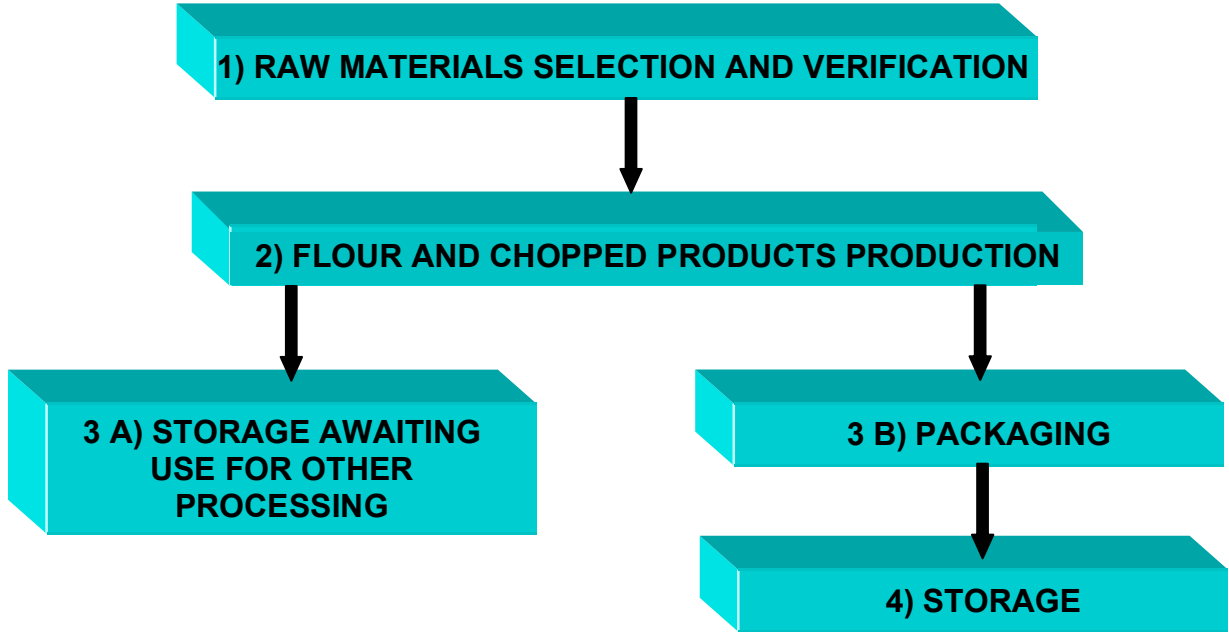 1) RAW MATERIALS SELECTION AND VERIFICATION
2) FLOUR AND CHOPPED PRODUCTS PRODUCTION
3 A) STORAGE AWAITING
USE FOR OTHER
PROCESSING
3 B) PACKAGING
4) STORAGE